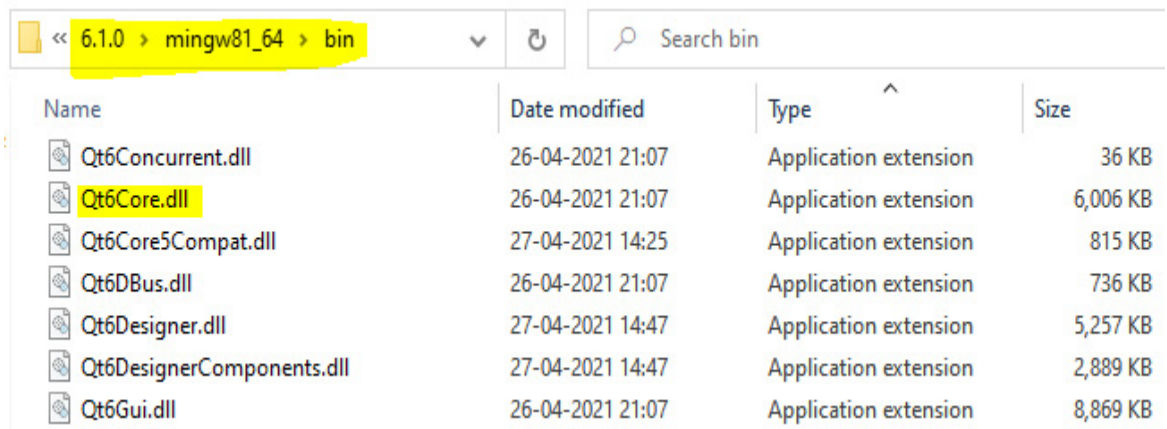 « 6.1.0 > mingw81_64 > bin Search bin
Name Date modified Type Size
Qt6Concurrent.dll 26-04-2021 21:07 Application extension 36 KB
Qt6Core.dll 26-04-2021 21:07 Application extension 6,006 KB
Qt6Core5Compat.dll 27-04-2021 14:25 Application extension 815 KB
Qt6DBus.dll 26-04-2021 21:07 Application extension 736 KB
Qt6Designer.dll 27-04-2021 14:47 Application extension 5,257 KB
Qt6DesignerComponents.dll 27-04-2021 14:47 Application extension 2,889 KB
Qt6Gui.dll 26-04-2021 21:07 Application extension 8,869 KB